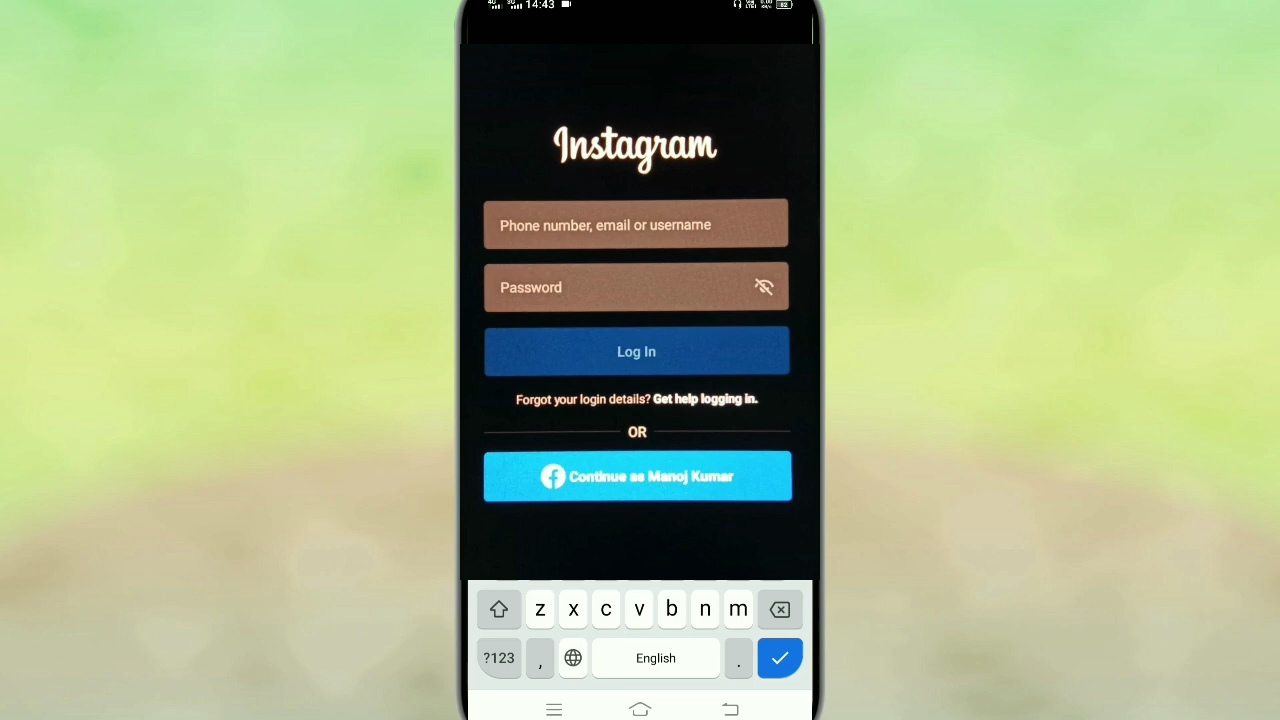 14:43
82
Instagram
Phone number, email or username
Password
Log In
Forgot your login details? Get help logging in.
OR
Continue as Manoj Kumar
z x c v b n m
?123 , English .